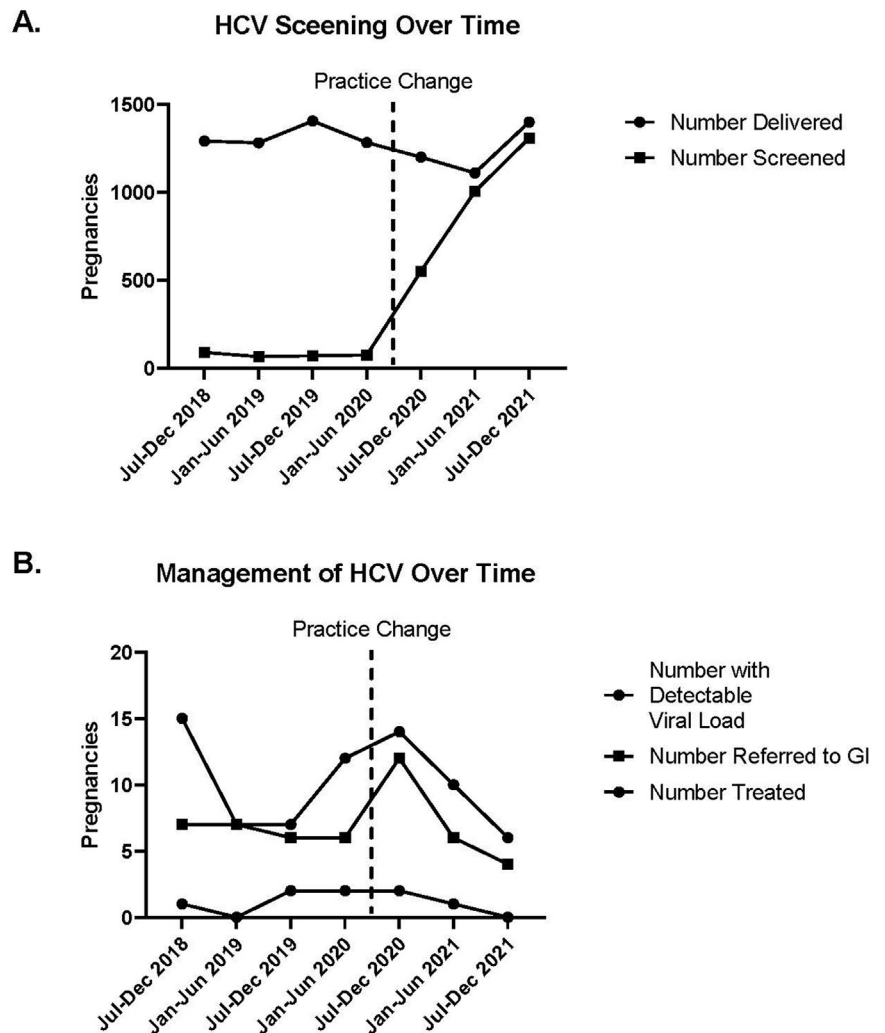 A.
HCV Sceening Over Time
Practice Change
1500
1000
500
0
Pregnancies
Jul-Dec 2018
Jan-Jun 2019
Jul-Dec 2019
Jan-Jun 2020
Jul-Dec 2020
Jan-Jun 2021
Jul-Dec 2021
Number Delivered
Number Screened
B.
Management of HCV Over Time
Practice Change
20
15
10
5
0
Pregnancies
Jul-Dec 2018
Jan-Jun 2019
Jul-Dec 2019
Jan-Jun 2020
Jul-Dec 2020
Jan-Jun 2021
Jul-Dec 2021
Number with
Detectable
Viral Load
Number Referred to GI
Number Treated